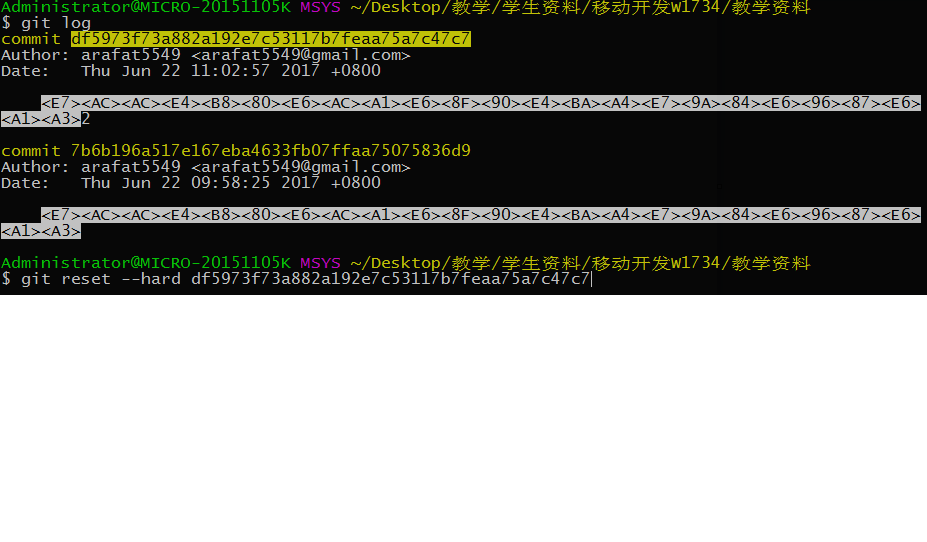 Administrator@MICRO-20151105K MSYS ~/Desktop/教学/学生资料/移动开发W1734/教学资料
$ git log
commit df5973f73a882a192e7c53117b7feaa75a7c47c7
Author: arafat5549 <arafat5549@gmail.com>
Date:   Thu Jun 22 11:02:57 2017 +0800
<E7><AC><AC><E4><B8><80><E6><AC><A1><E6><8F><90><E4><BA><A4><E7><9A><84><E6><96><87><E6>
<A1><A3>2
commit 7b6b196a517e167eba4633fb07ffaa75075836d9
Author: arafat5549 <arafat5549@gmail.com>
Date:   Thu Jun 22 09:58:25 2017 +0800
<E7><AC><AC><E4><B8><80><E6><AC><A1><E6><8F><90><E4><BA><A4><E7><9A><84><E6><96><87><E6>
<A1><A3>
Administrator@MICRO-20151105K MSYS ~/Desktop/教学/学生资料/移动开发W1734/教学资料
$ git reset --hard df5973f73a882a192e7c53117b7feaa75a7c47c7